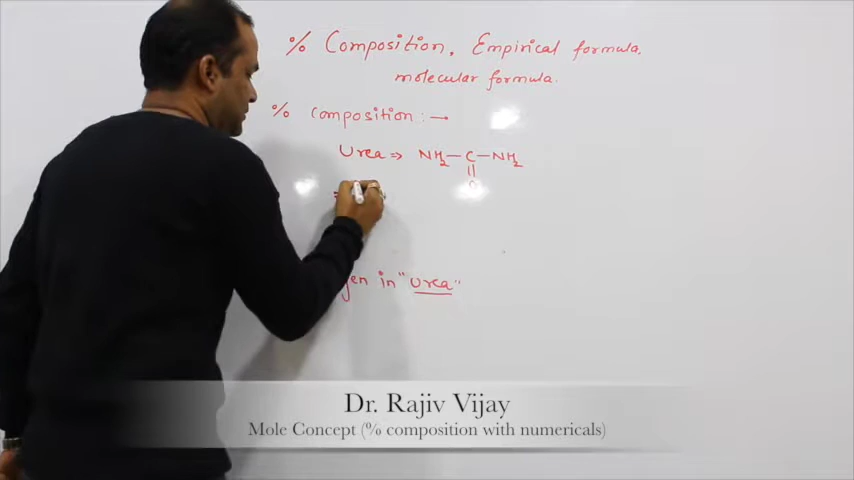 % Composition, Empirical formula,
molecular formula.
% Composition :—
Urea ⇒ NH₂—C—NH₂
||
O
in "Urea"
Dr. Rajiv Vijay
Mole Concept (% composition with numericals)